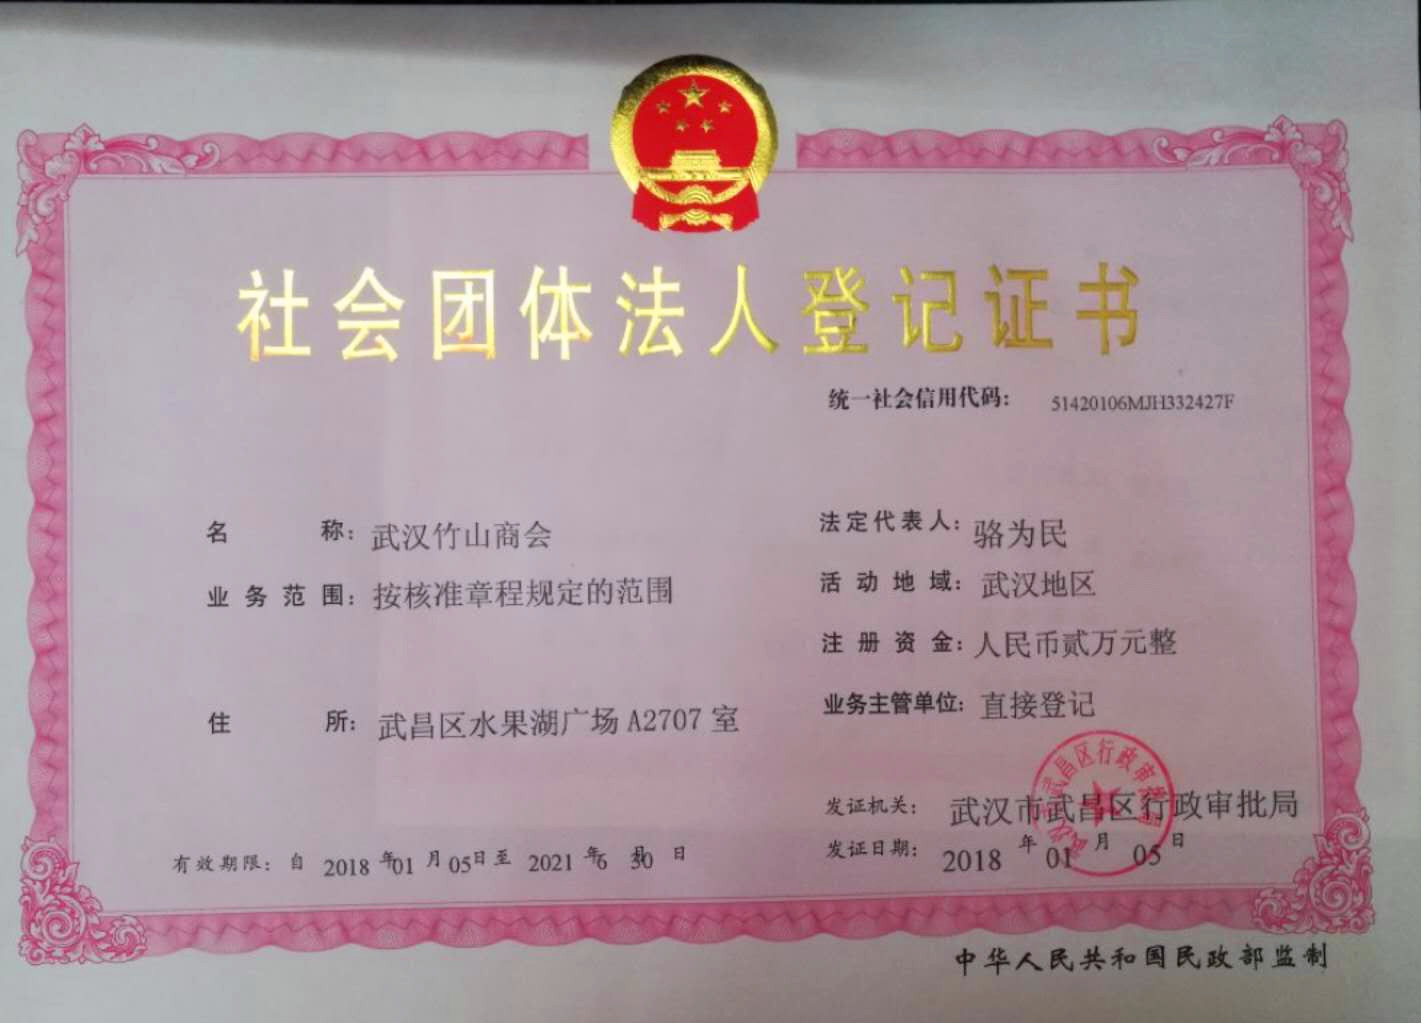 社会团体法人登记证书
统一社会信用代码： 51420106MJH332427F
名称：武汉竹山商会
法定代表人：骆为民
业务范围：按核准章程规定的范围
活动地域：武汉地区
注册资金：人民币贰万元整
住所：武昌区水果湖广场A2707室
业务主管单位：直接登记
发证机关： 武汉市武昌区行政审批局
发证日期： 2018年01月05日
有效期限：自2018年01月05日至2021年6月30日
中华人民共和国民政部监制